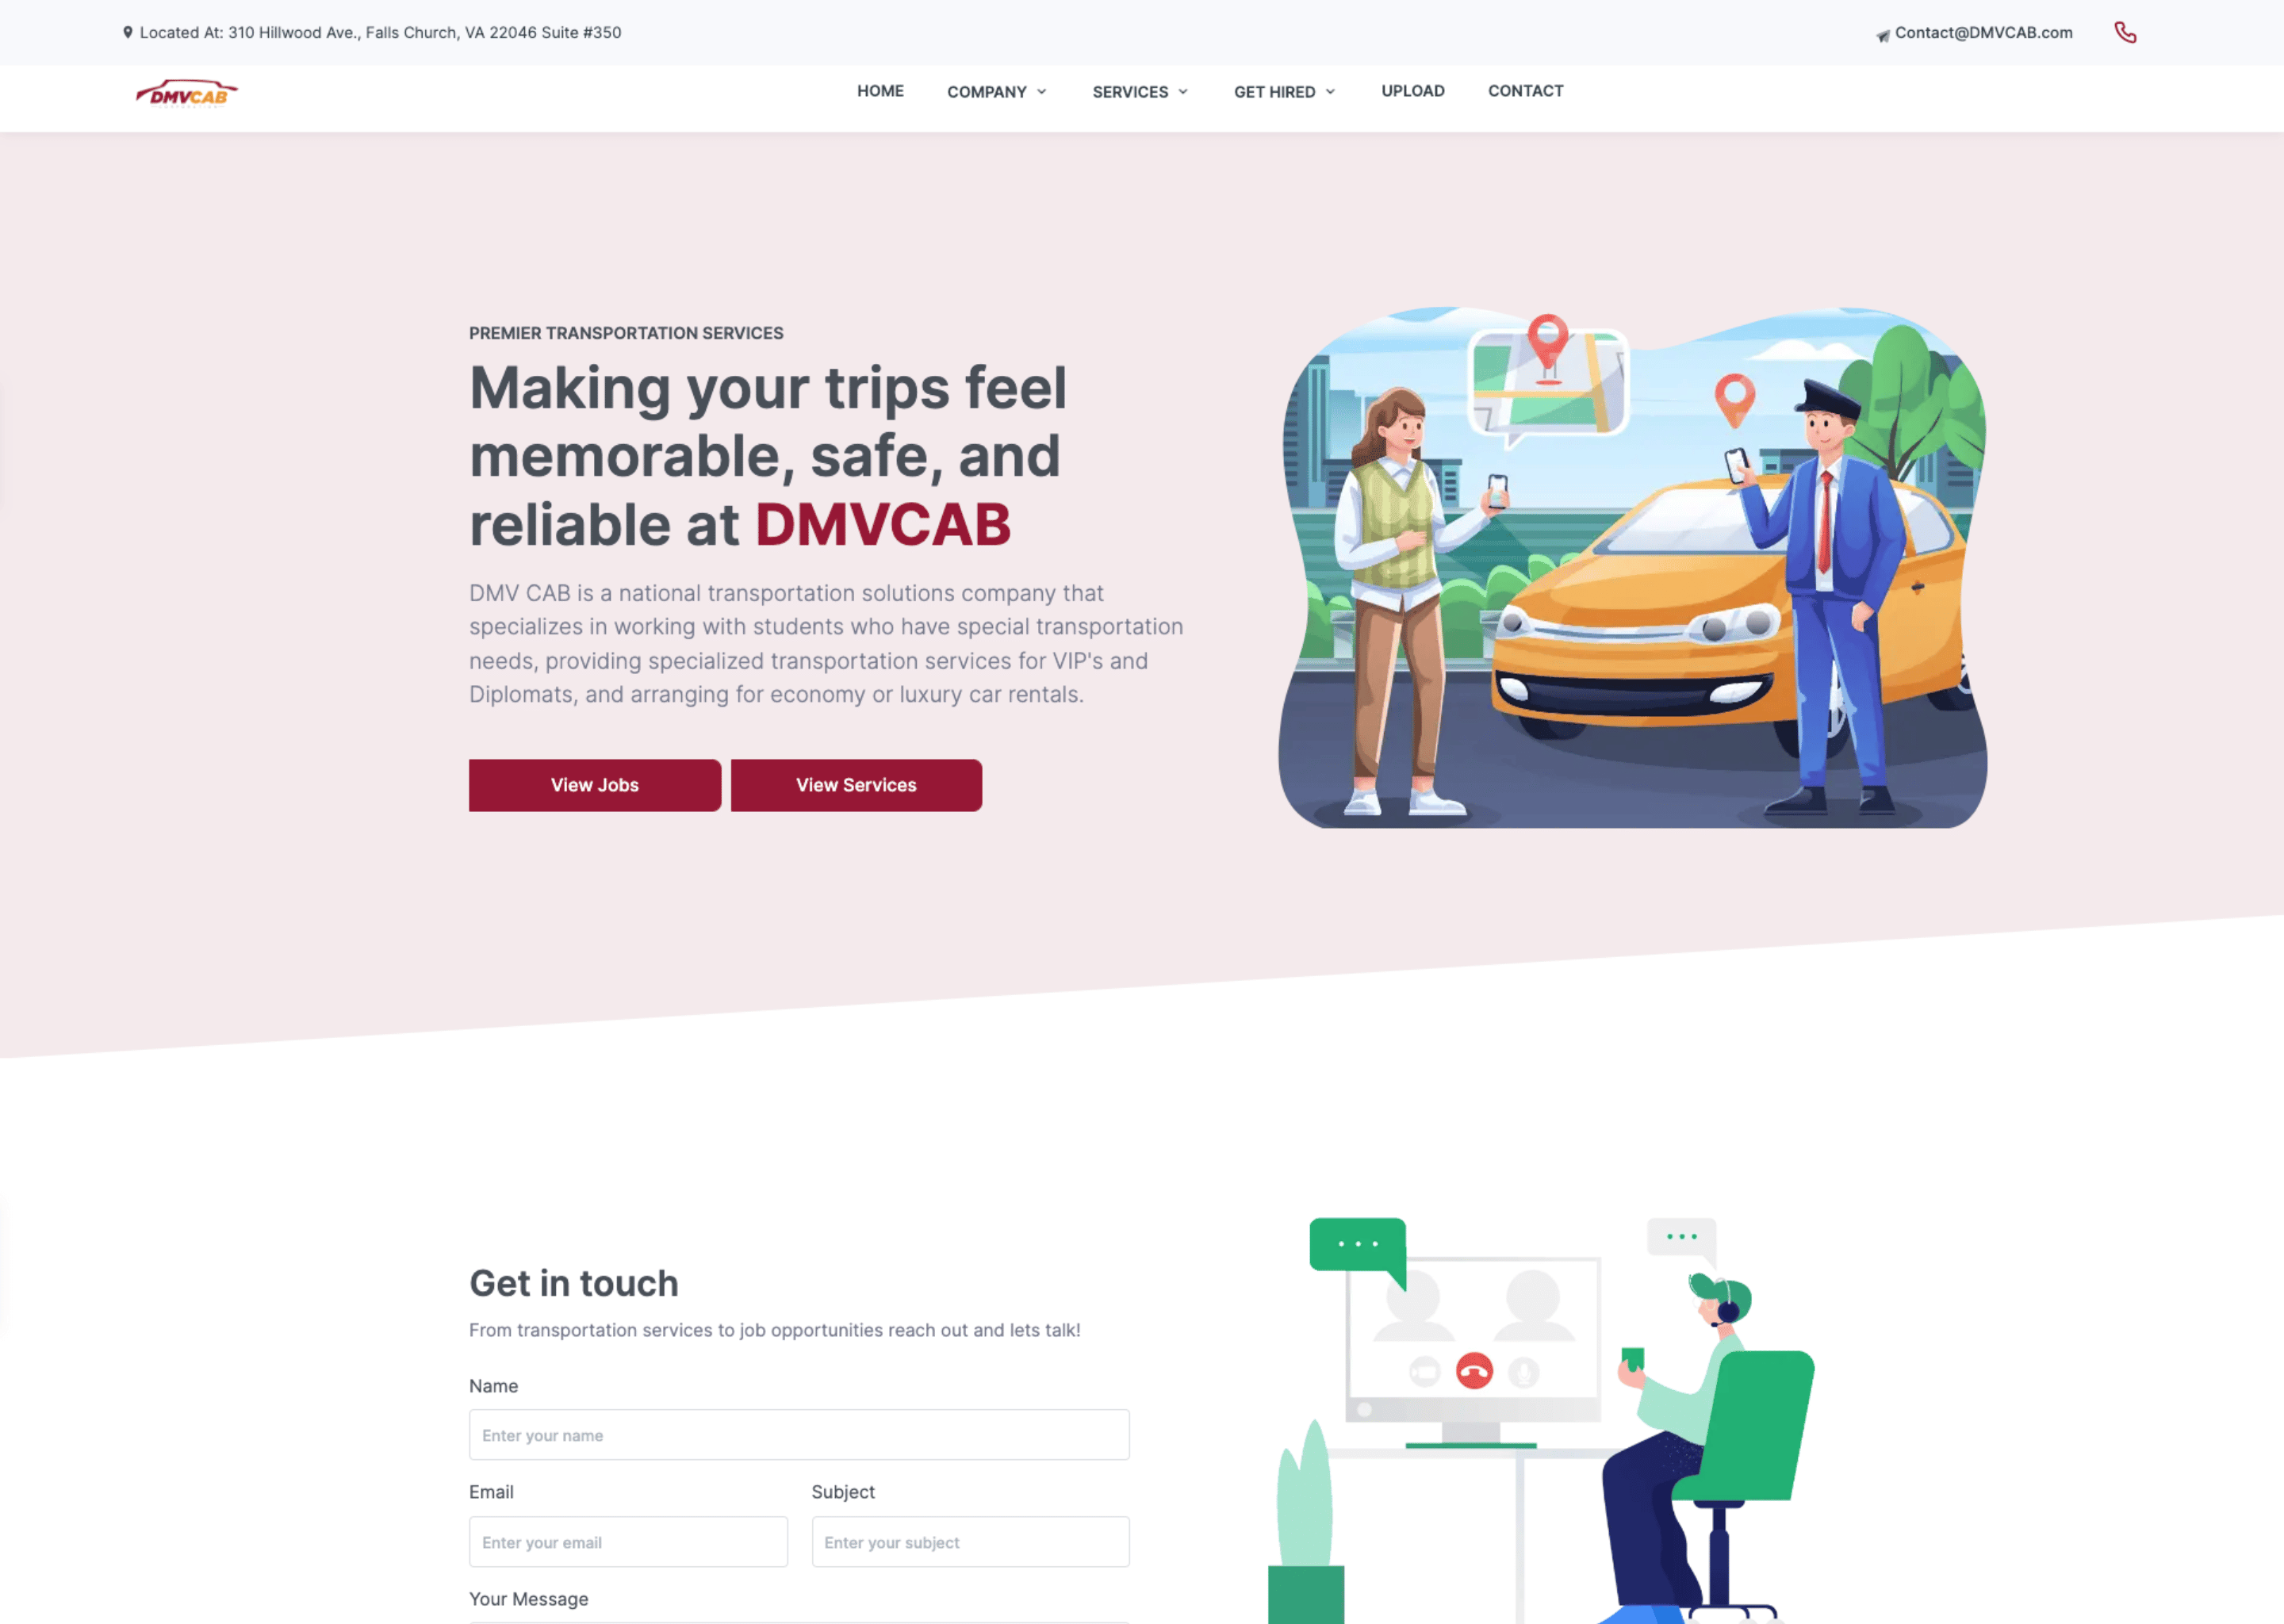 Located At: 310 Hillwood Ave., Falls Church, VA 22046 Suite #350
Contact@DMVCAB.com
DMVCAB
HOME
COMPANY
SERVICES
GET HIRED
UPLOAD
CONTACT
PREMIER TRANSPORTATION SERVICES
Making your trips feel
memorable, safe, and
reliable at DMVCAB
DMV CAB is a national transportation solutions company that
specializes in working with students who have special transportation
needs, providing specialized transportation services for VIP's and
Diplomats, and arranging for economy or luxury car rentals.
View Jobs
View Services
Get in touch
From transportation services to job opportunities reach out and lets talk!
Name
Enter your name
Email
Subject
Enter your email
Enter your subject
Your Message